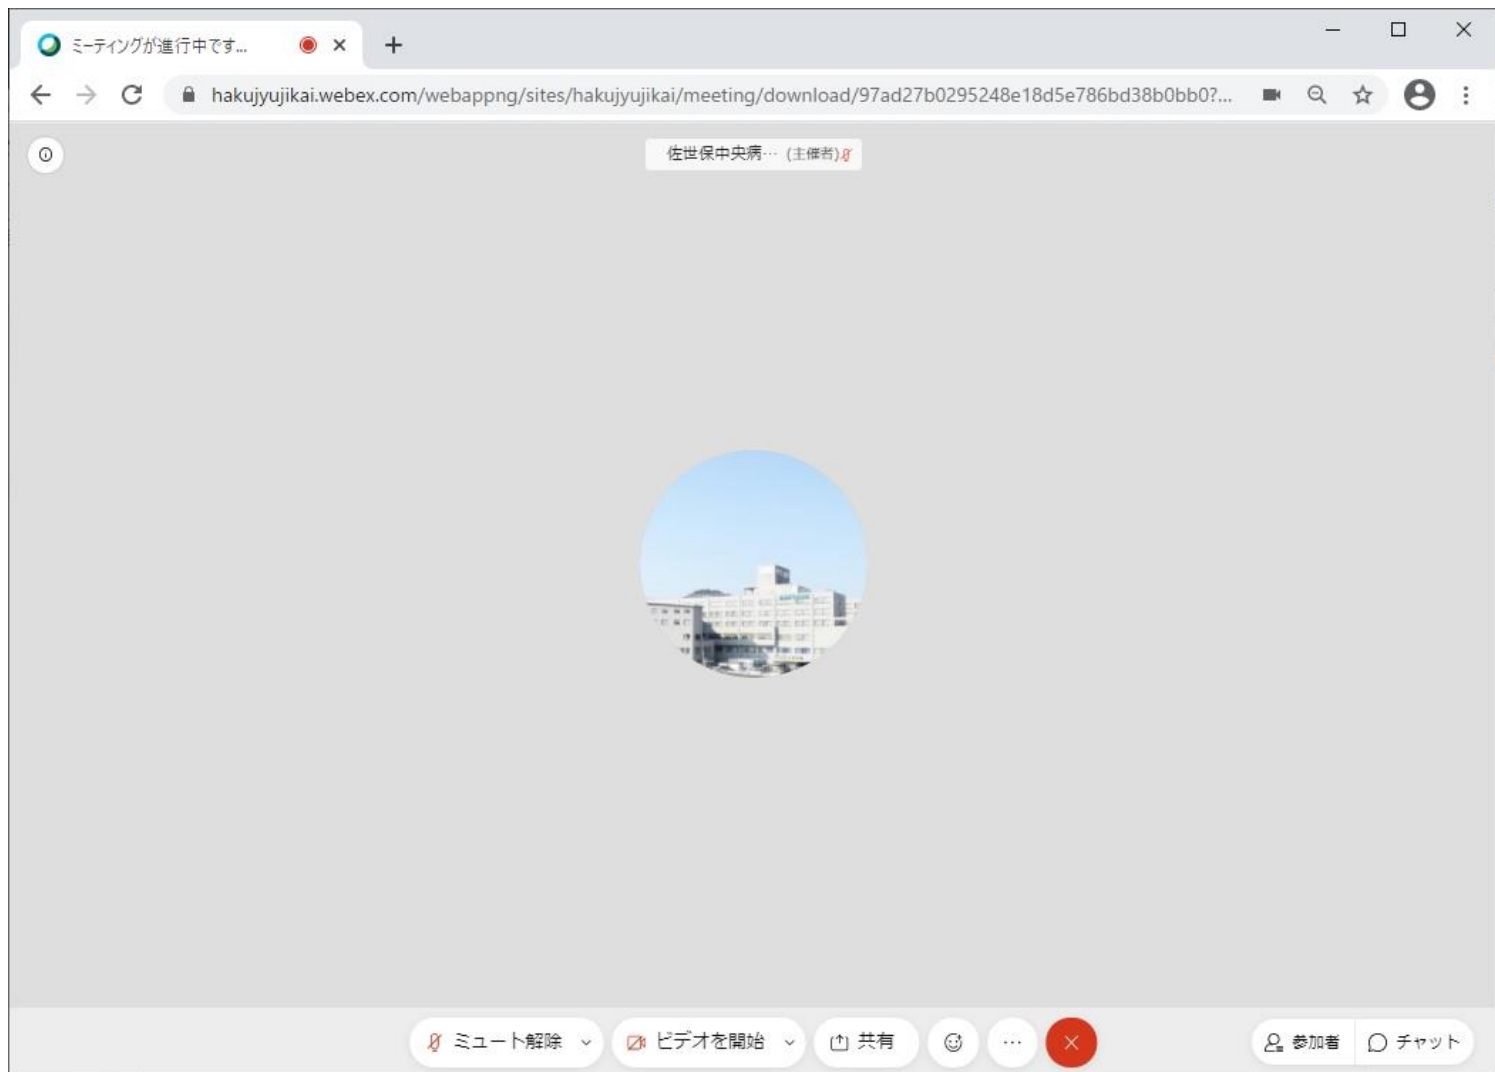 ミーティングが進行中です...
hakujyujikai.webex.com/webappng/sites/hakujyujikai/meeting/download/97ad27b0295248e18d5e786bd38b0bb0?...
佐世保中央病… (主催者)
ミュート解除
ビデオを開始
共有
参加者
チャット